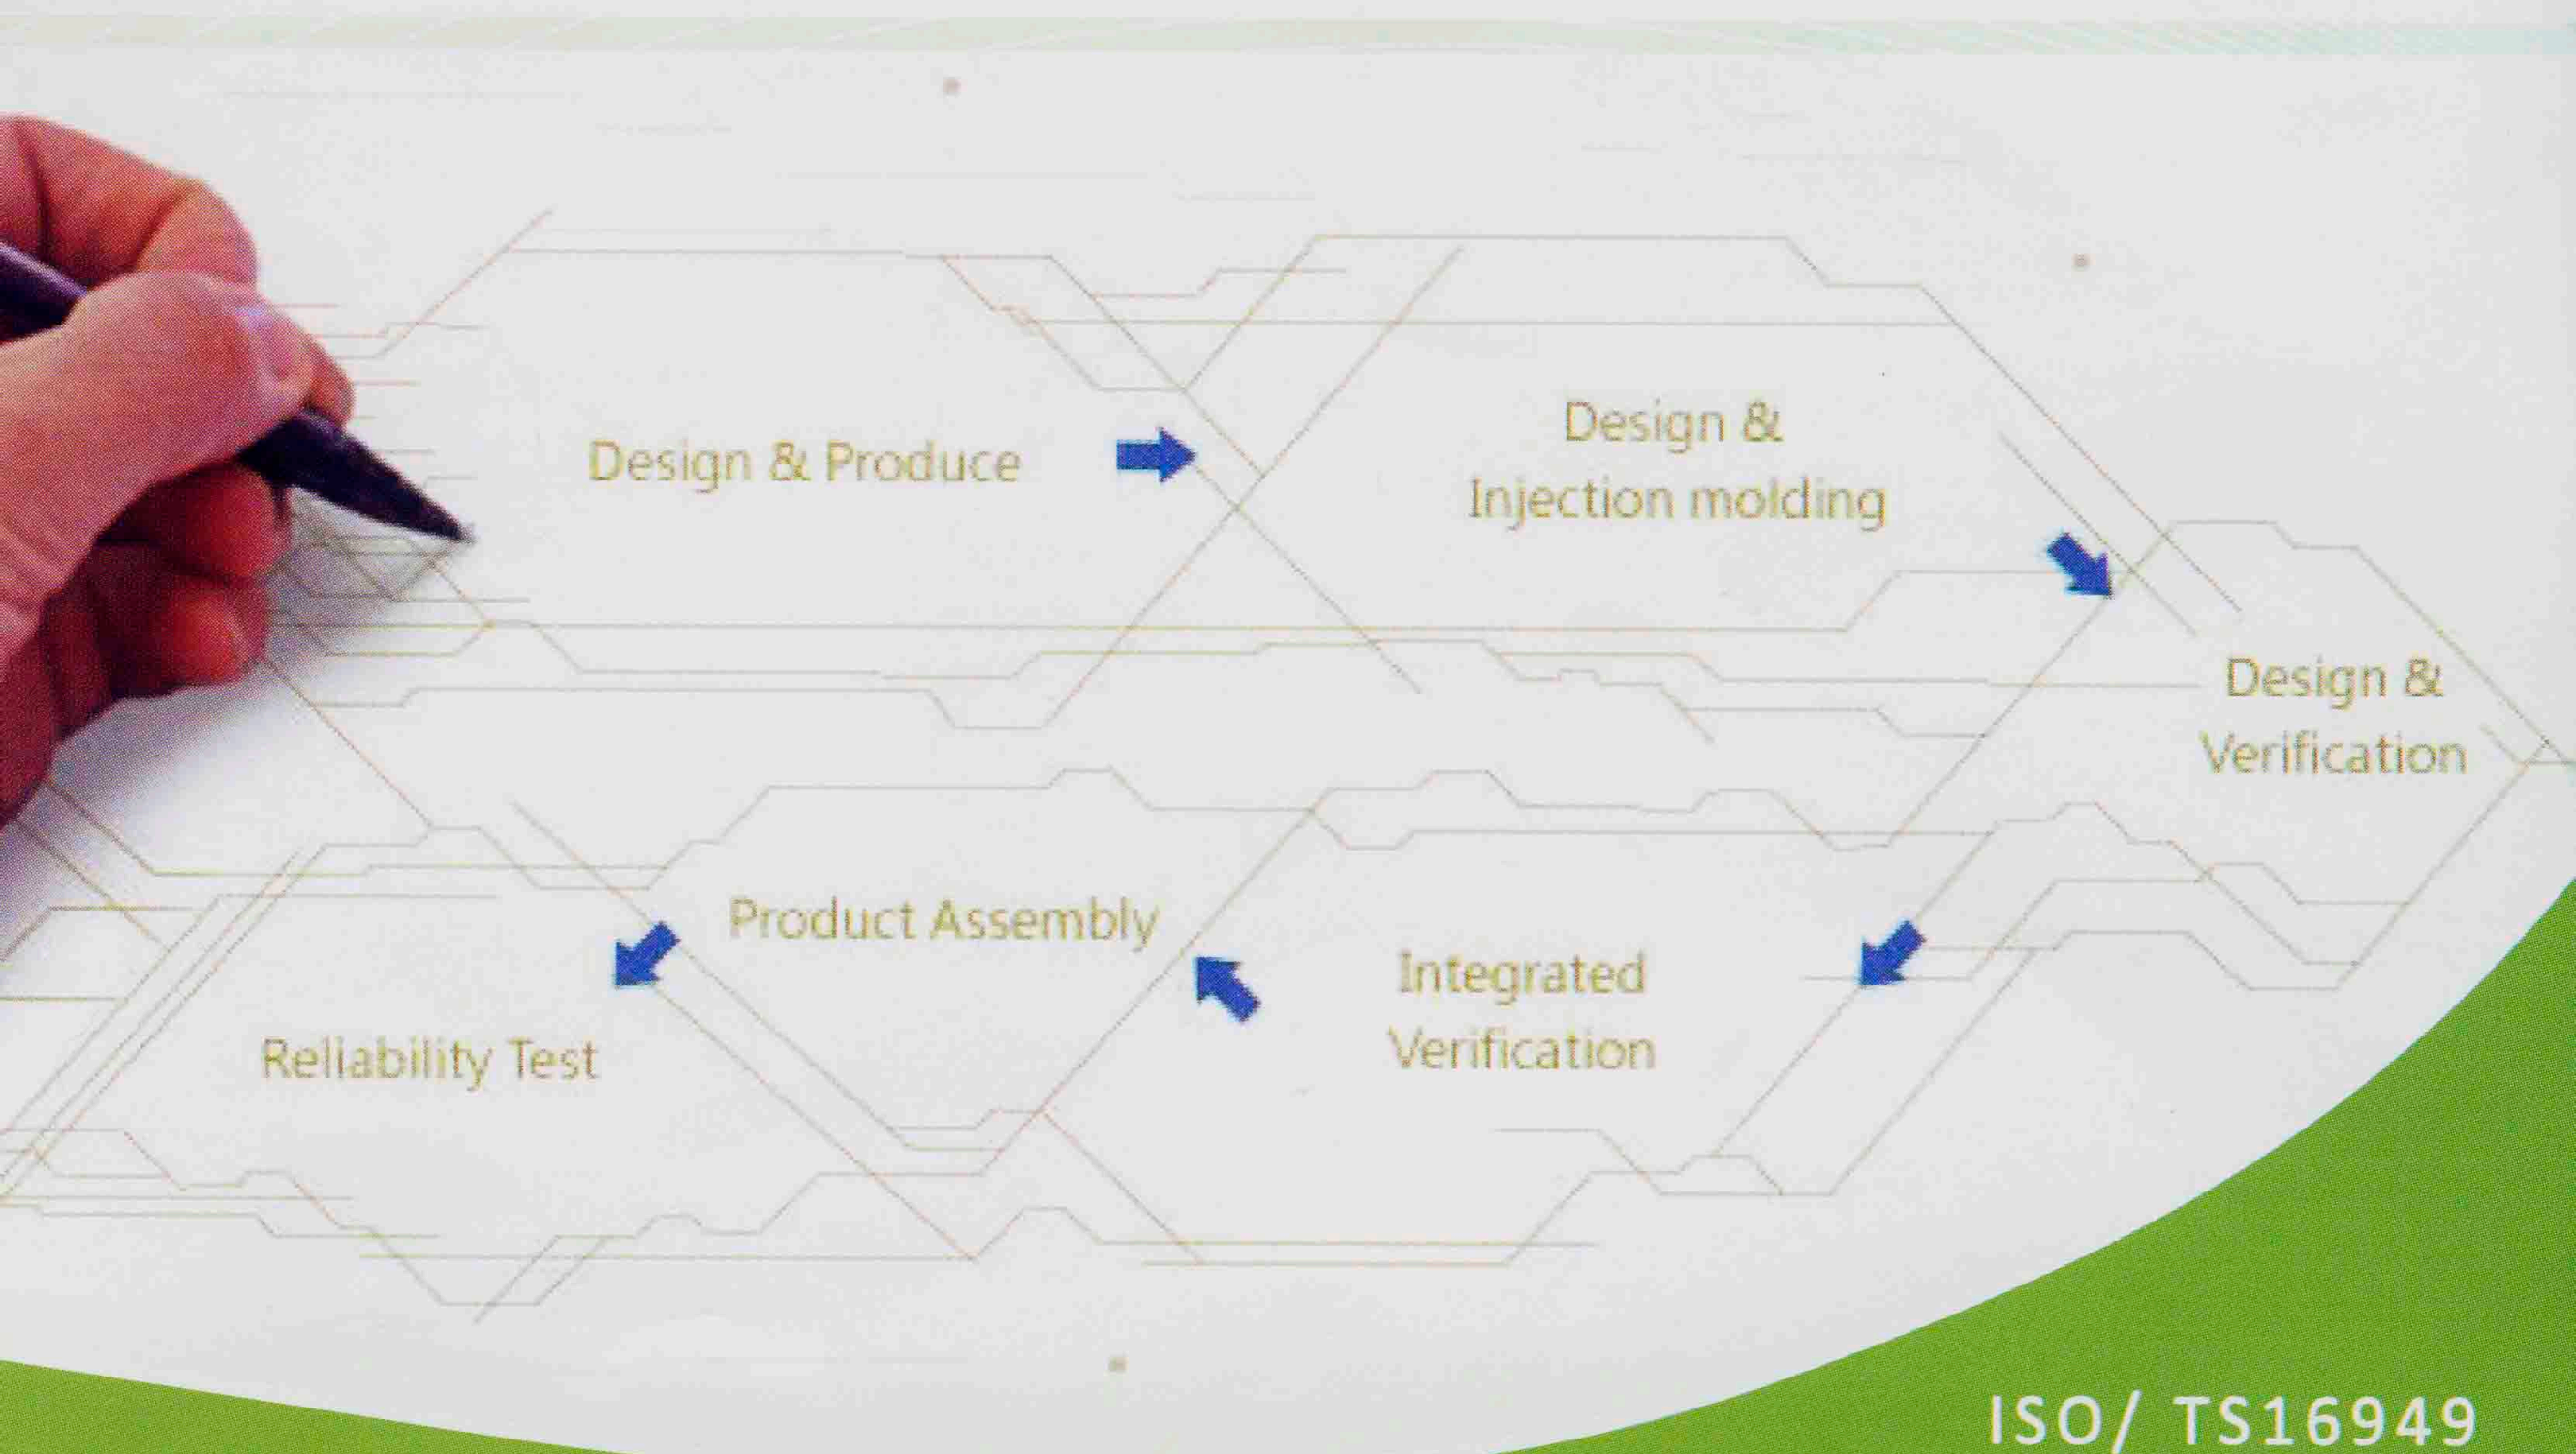 Design & Produce
Design &
Injection molding
Design &
Verification
Integrated
Verification
Product Assembly
Reliability Test
ISO/ TS16949